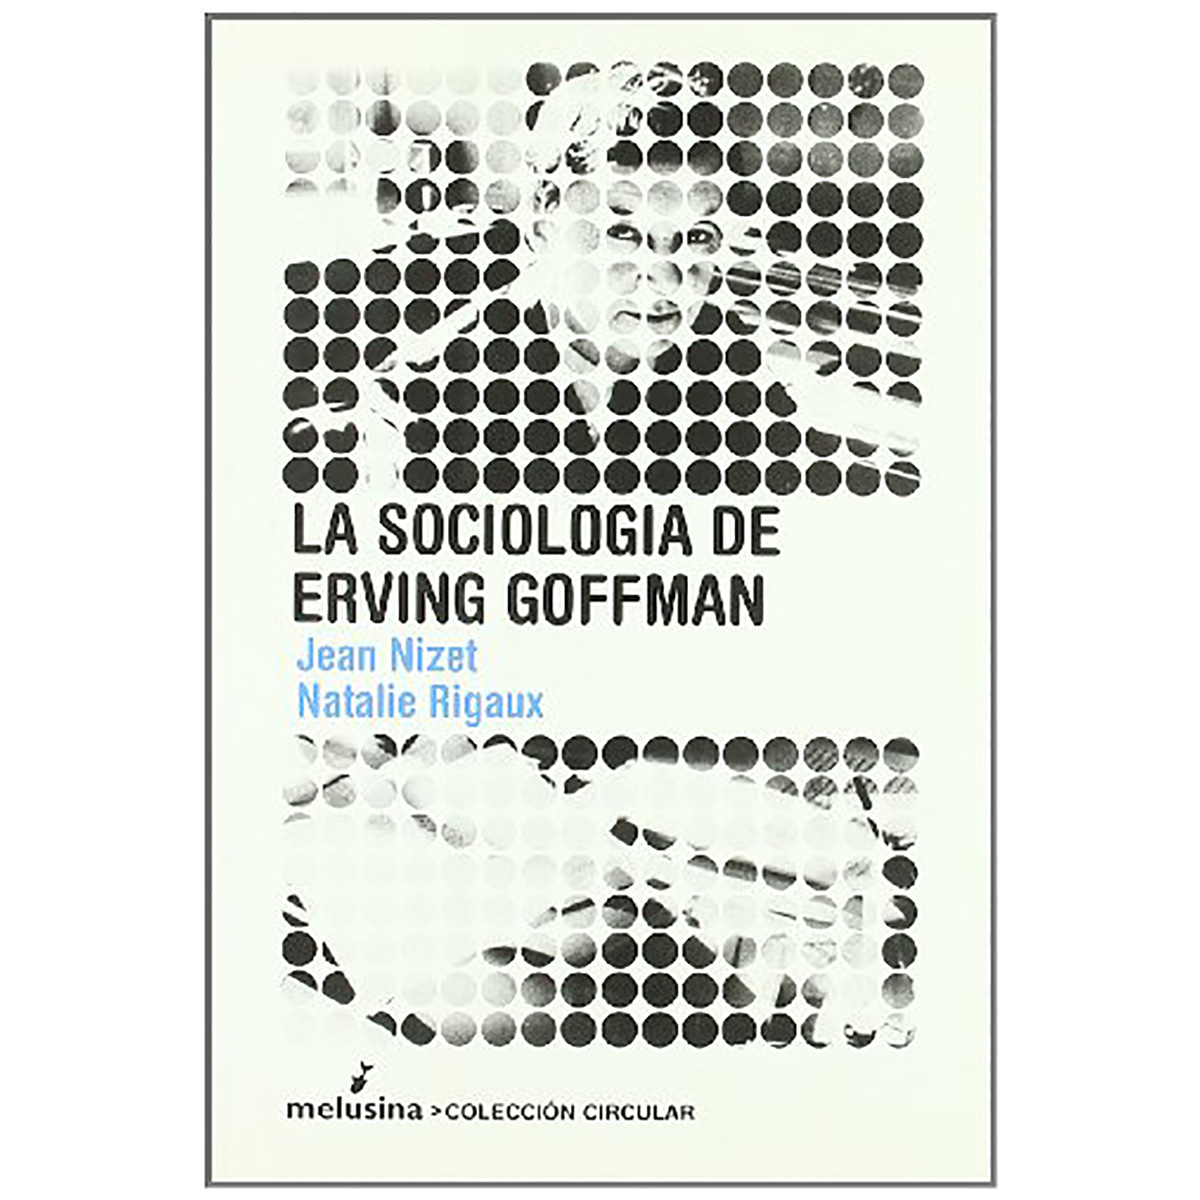 LA SOCIOLOGIA DE
ERVING GOFFMAN
Jean Nizet
Natalie Rigaux
melusina >COLECCIÓN CIRCULAR